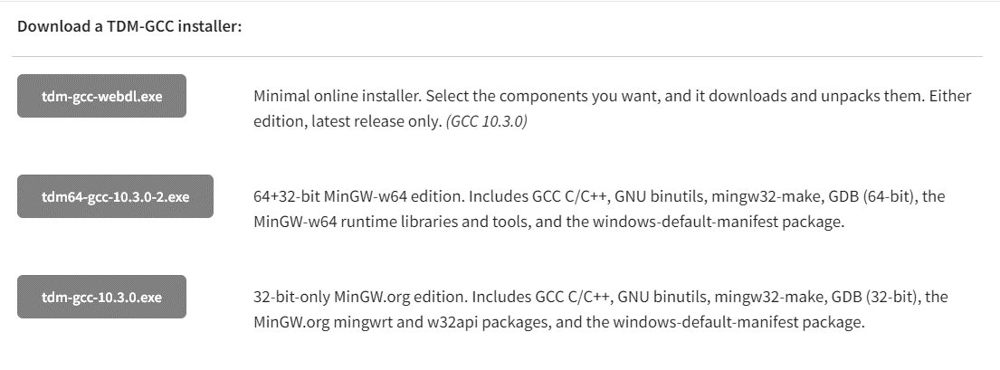 Download a TDM-GCC installer:
tdm-gcc-webdl.exe
Minimal online installer. Select the components you want, and it downloads and unpacks them. Either
edition, latest release only. (GCC 10.3.0)
tdm64-gcc-10.3.0-2.exe
64+32-bit MinGW-w64 edition. Includes GCC C/C++, GNU binutils, mingw32-make, GDB (64-bit), the
MinGW-w64 runtime libraries and tools, and the windows-default-manifest package.
tdm-gcc-10.3.0.exe
32-bit-only MinGW.org edition. Includes GCC C/C++, GNU binutils, mingw32-make, GDB (32-bit), the
MinGW.org mingwrt and w32api packages, and the windows-default-manifest package.